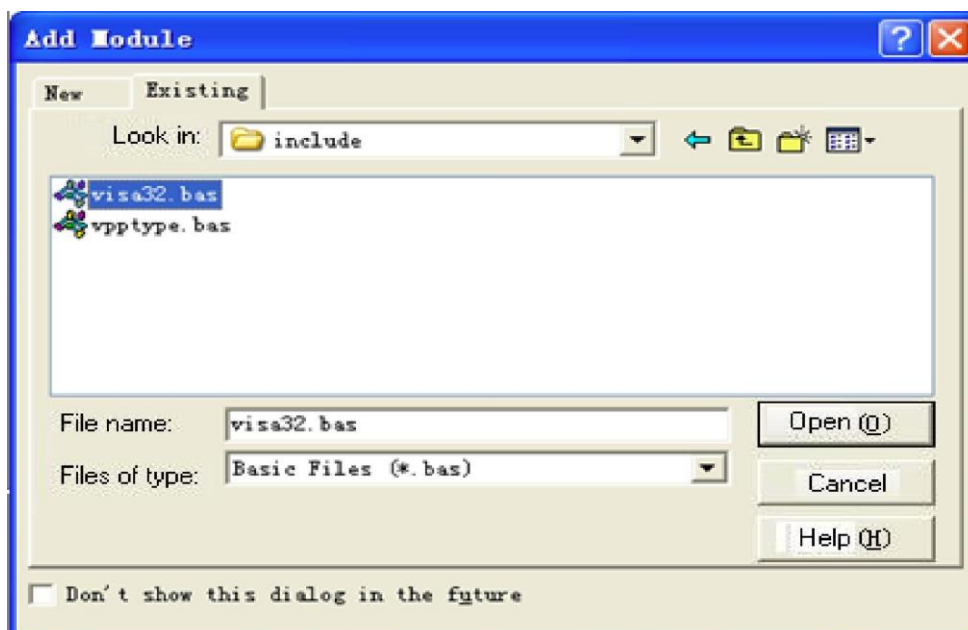 Add Module
New Existing
Look in: include
visa32.bas
vpptype.bas
File name: visa32.bas
Open (O)
Files of type: Basic Files (*.bas)
Cancel
Help (H)
Don't show this dialog in the future